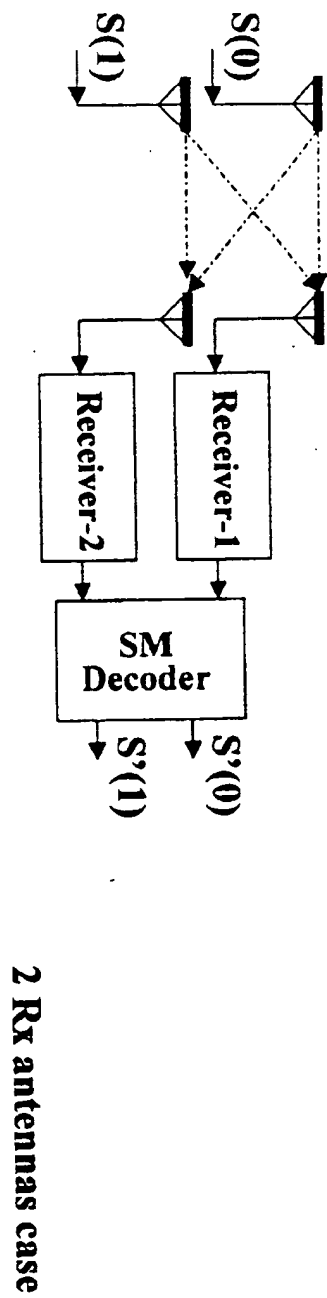 S(0)
S(1)
Receiver-1
Receiver-2
SM
Decoder
S'(0)
S'(1)
2 Rx antennas case